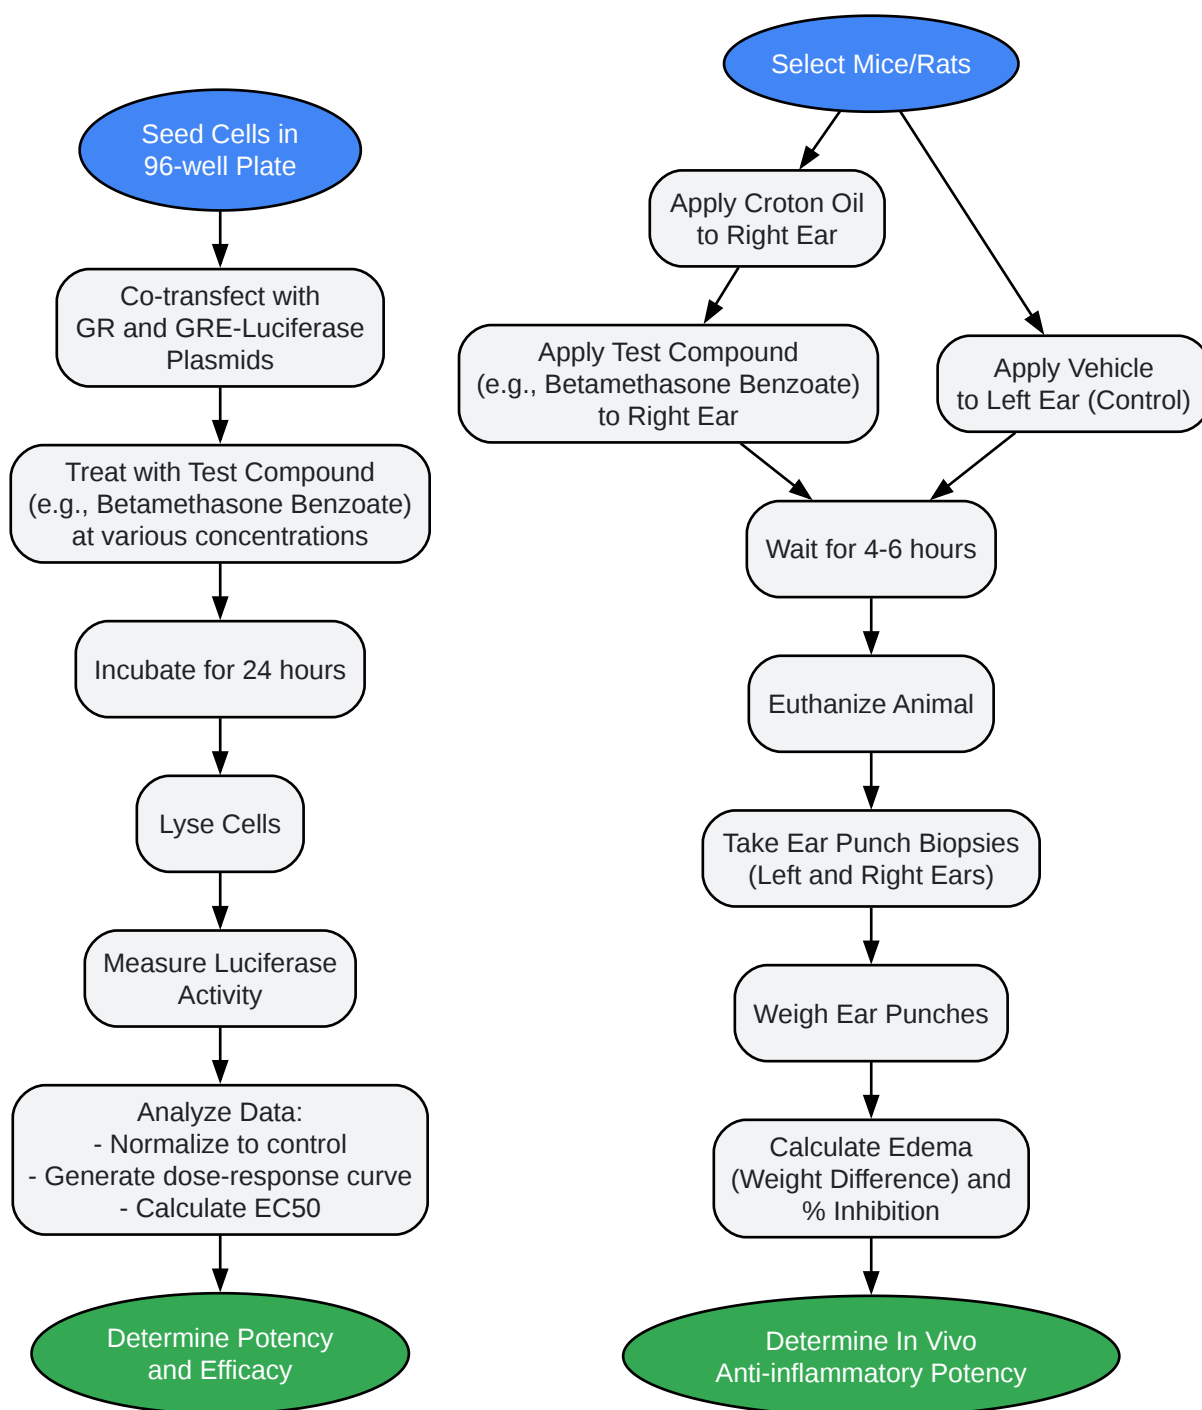 Seed Cells in
96-well Plate
Co-transfect with
GR and GRE-Luciferase
Plasmids
Treat with Test Compound
(e.g., Betamethasone Benzoate)
at various concentrations
Incubate for 24 hours
Lyse Cells
Measure Luciferase
Activity
Analyze Data:
- Normalize to control
- Generate dose-response curve
- Calculate EC50
Determine Potency
and Efficacy
Select Mice/Rats
Apply Croton Oil
to Right Ear
Apply Test Compound
(e.g., Betamethasone Benzoate)
to Right Ear
Apply Vehicle
to Left Ear (Control)
Wait for 4-6 hours
Euthanize Animal
Take Ear Punch Biopsies
(Left and Right Ears)
Weigh Ear Punches
Calculate Edema
(Weight Difference) and
% Inhibition
Determine In Vivo
Anti-inflammatory Potency